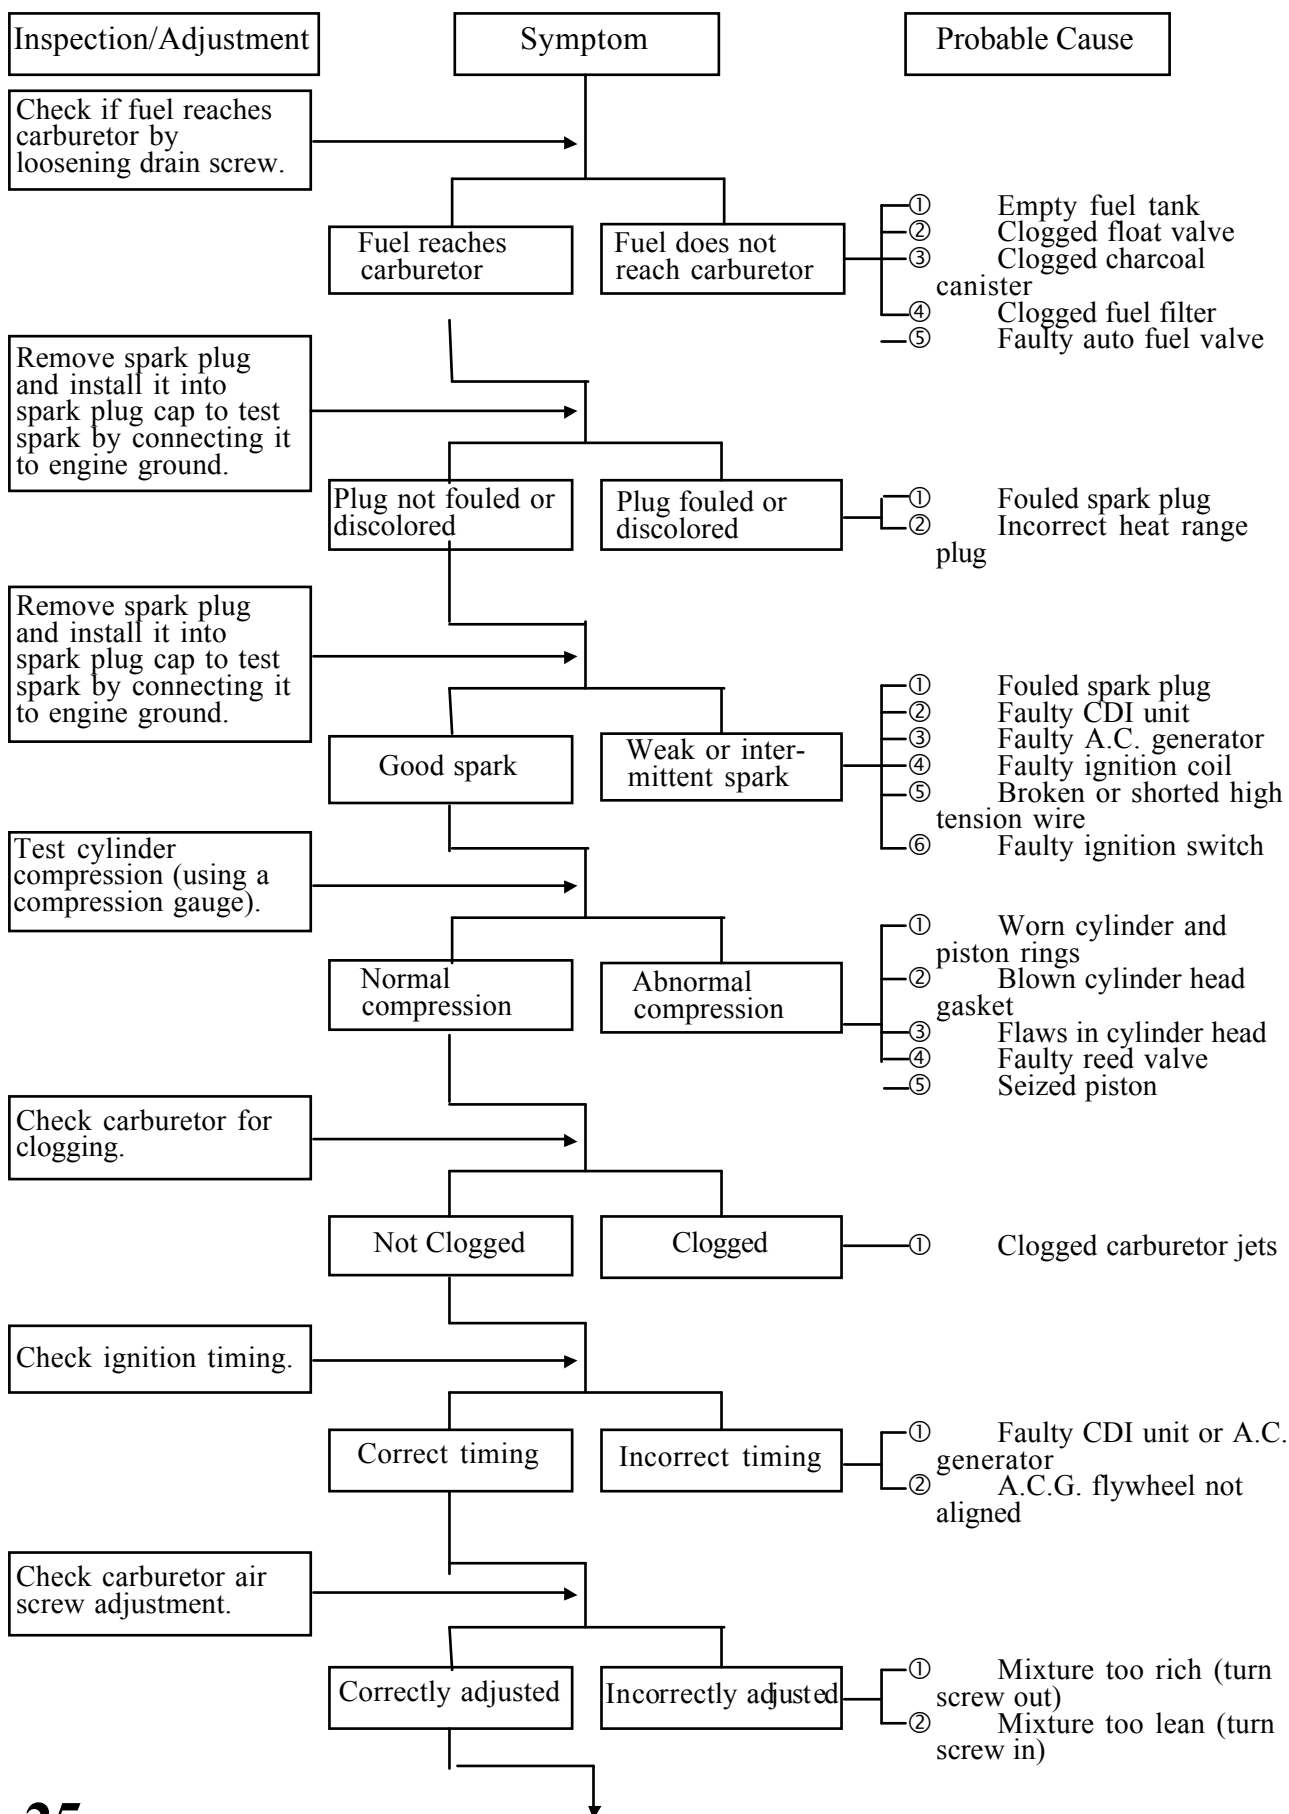 Inspection/Adjustment
Symptom
Probable Cause
Check if fuel reaches
carburetor by
loosening drain screw.
Fuel reaches
carburetor
Fuel does not
reach carburetor
① Empty fuel tank
② Clogged float valve
③ Clogged charcoal
canister
④ Clogged fuel filter
⑤ Faulty auto fuel valve
Remove spark plug
and install it into
spark plug cap to test
spark by connecting it
to engine ground.
Plug not fouled or
discolored
Plug fouled or
discolored
① Fouled spark plug
② Incorrect heat range
plug
Remove spark plug
and install it into
spark plug cap to test
spark by connecting it
to engine ground.
Good spark
Weak or inter-
mittent spark
① Fouled spark plug
② Faulty CDI unit
③ Faulty A.C. generator
④ Faulty ignition coil
⑤ Broken or shorted high
tension wire
⑥ Faulty ignition switch
Test cylinder
compression (using a
compression gauge).
Normal
compression
Abnormal
compression
① Worn cylinder and
piston rings
② Blown cylinder head
gasket
③ Flaws in cylinder head
④ Faulty reed valve
⑤ Seized piston
Check carburetor for
clogging.
Not Clogged
Clogged
① Clogged carburetor jets
Check ignition timing.
Correct timing
Incorrect timing
① Faulty CDI unit or A.C.
generator
② A.C.G. flywheel not
aligned
Check carburetor air
screw adjustment.
Correctly adjusted
Incorrectly adjusted
① Mixture too rich (turn
screw out)
② Mixture too lean (turn
screw in)